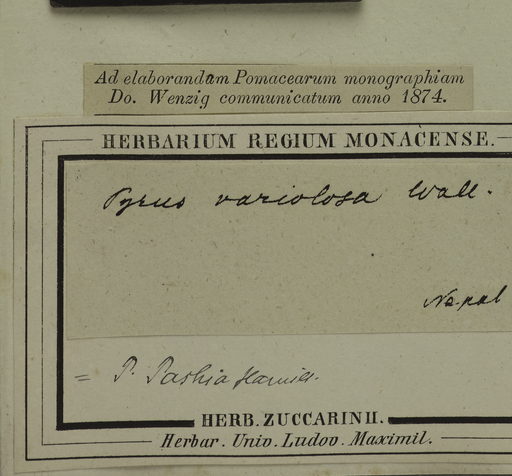 Ad elaborandam Pomacearum monographiam
Do. Wenzig communicatum anno 1874.
HERBARIUM REGIUM MONACENSE.
Pyrus variolosa Wall.
Nepal
= P. Pashia Hamilt.
HERB. ZUCCARINII.
Herbar. Univ. Ludov. Maximil.